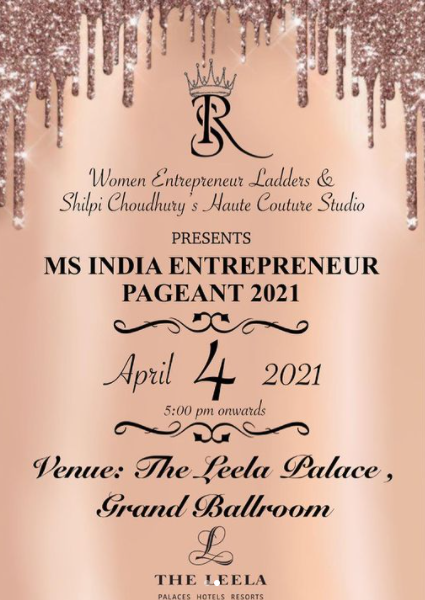 Women Entrepreneur Ladders &
Shilpi Choudhury s Haute Couture Studio
PRESENTS
MS INDIA ENTREPRENEUR
PAGEANT 2021
April 4 2021
5:00 pm onwards
Venue: The Leela Palace ,
Grand Ballroom
L
THE LEELA
PALACES HOTELS RESORTS